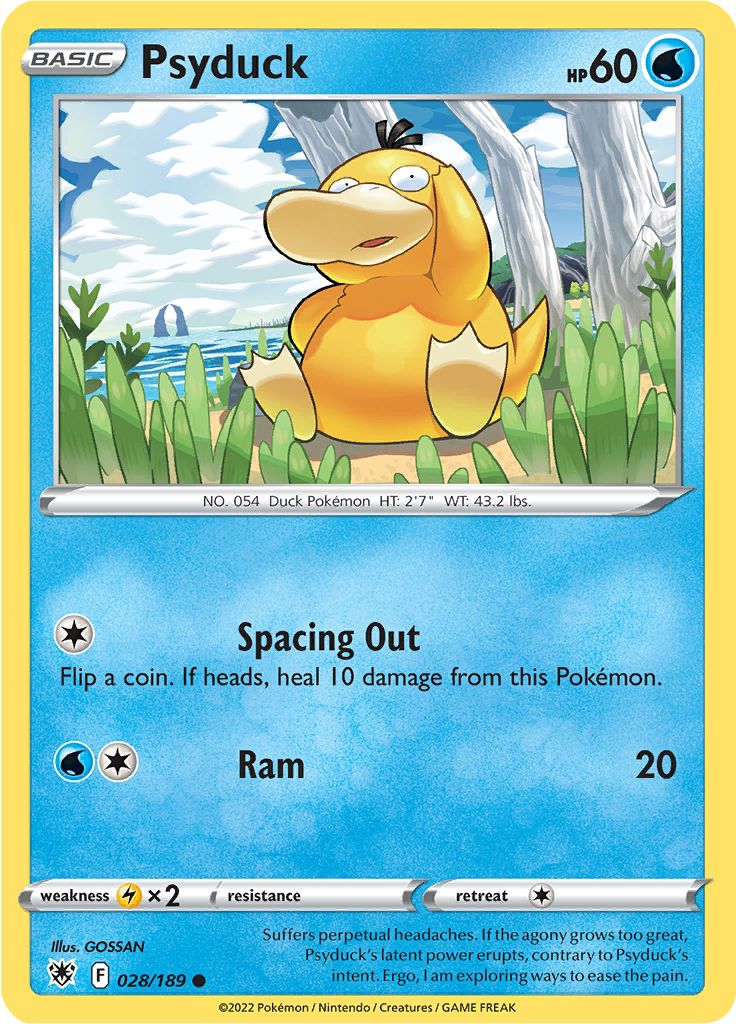 BASIC Psyduck HP60
NO. 054 Duck Pokémon HT: 2'7" WT: 43.2 lbs.
Spacing Out
Flip a coin. If heads, heal 10 damage from this Pokémon.
Ram 20
weakness ×2 resistance retreat
Illus. GOSSAN
Suffers perpetual headaches. If the agony grows too great,
Psyduck's latent power erupts, contrary to Psyduck's
intent. Ergo, I am exploring ways to ease the pain.
F 028/189
©2022 Pokémon / Nintendo / Creatures / GAME FREAK